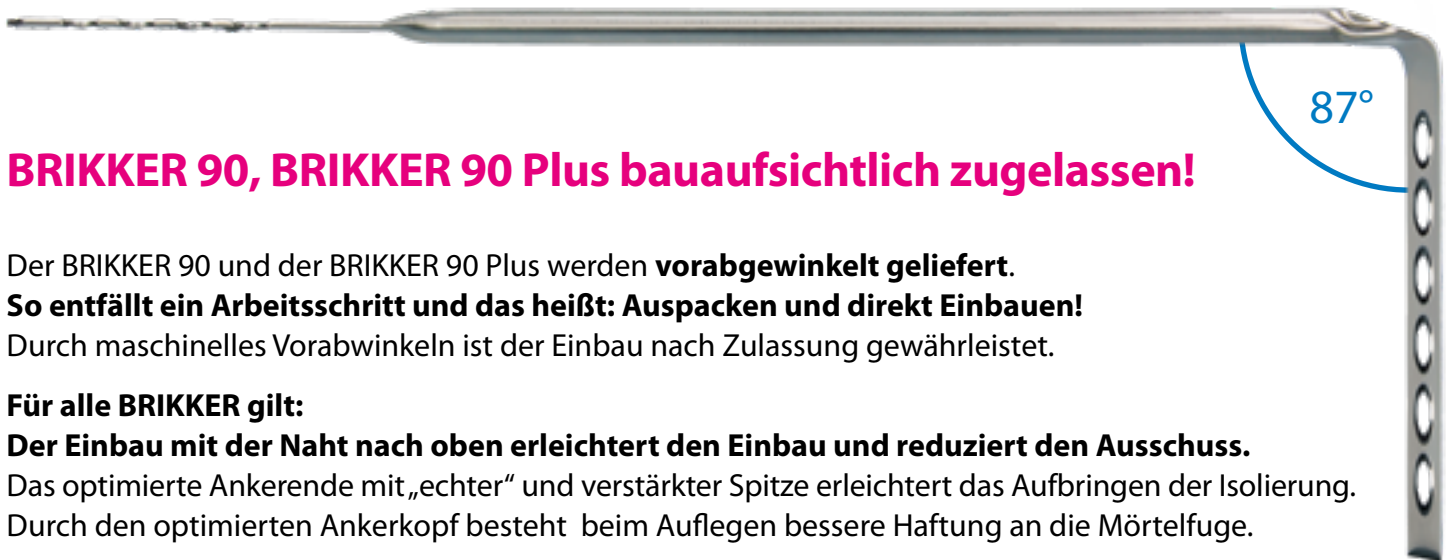 87°
BRIKKER 90, BRIKKER 90 Plus bauaufsichtlich zugelassen!
Der BRIKKER 90 und der BRIKKER 90 Plus werden vorabgewinkelt geliefert.
So entfällt ein Arbeitsschritt und das heißt: Auspacken und direkt Einbauen!
Durch maschinelles Vorabwinkeln ist der Einbau nach Zulassung gewährleistet.
Für alle BRIKKER gilt:
Der Einbau mit der Naht nach oben erleichtert den Einbau und reduziert den Ausschuss.
Das optimierte Ankerende mit „echter“ und verstärkter Spitze erleichtert das Aufbringen der Isolierung.
Durch den optimierten Ankerkopf besteht beim Auflegen bessere Haftung an die Mörtelfuge.